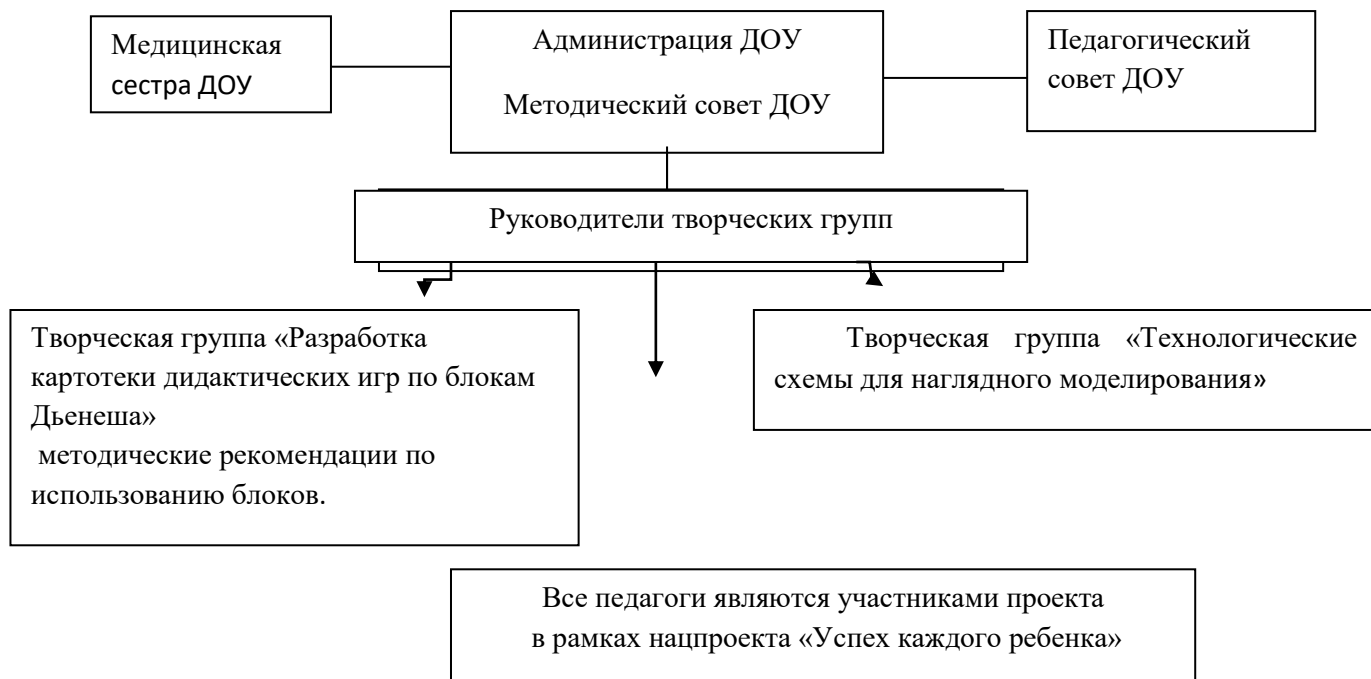 Медицинская
сестра ДОУ
Администрация ДОУ
Методический совет ДОУ
Педагогический
совет ДОУ
Руководители творческих групп
Творческая группа «Разработка
картотеки дидактических игр по блокам
Дьенеша»
методические рекомендации по
использованию блоков.
Творческая группа «Технологические
схемы для наглядного моделирования»
Все педагоги являются участниками проекта
в рамках нацпроекта «Успех каждого ребенка»